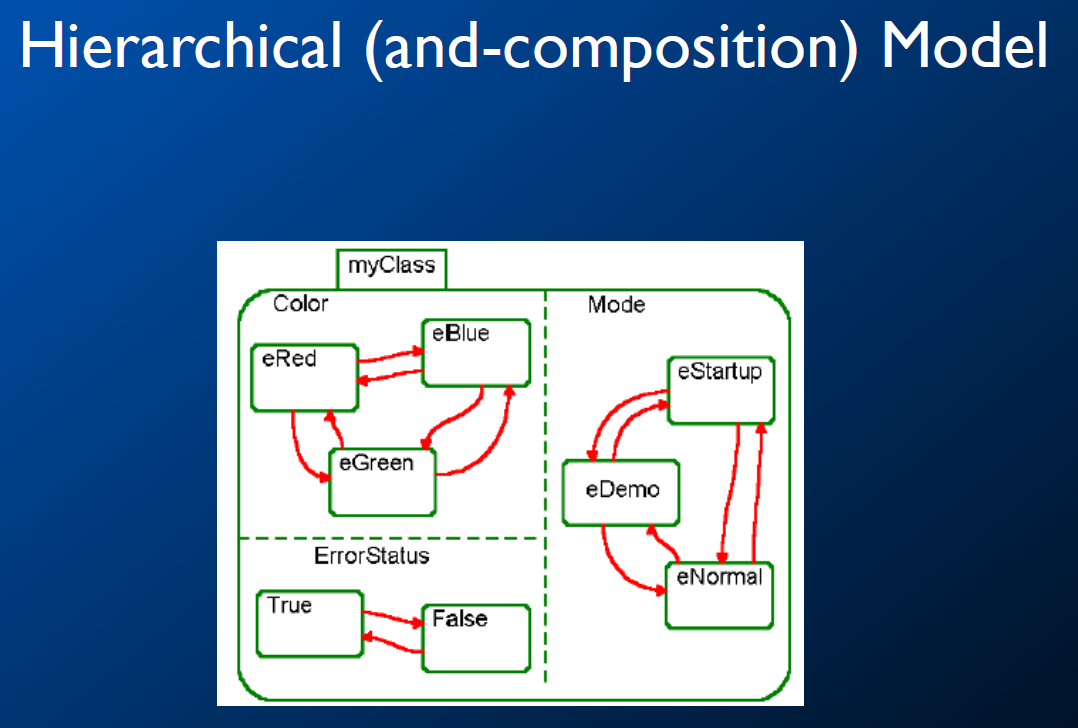 Hierarchical (and-composition) Model
myClass
Color
Mode
eBlue
eRed
eStartup
eGreen
eDemo
ErrorStatus
eNormal
True
False